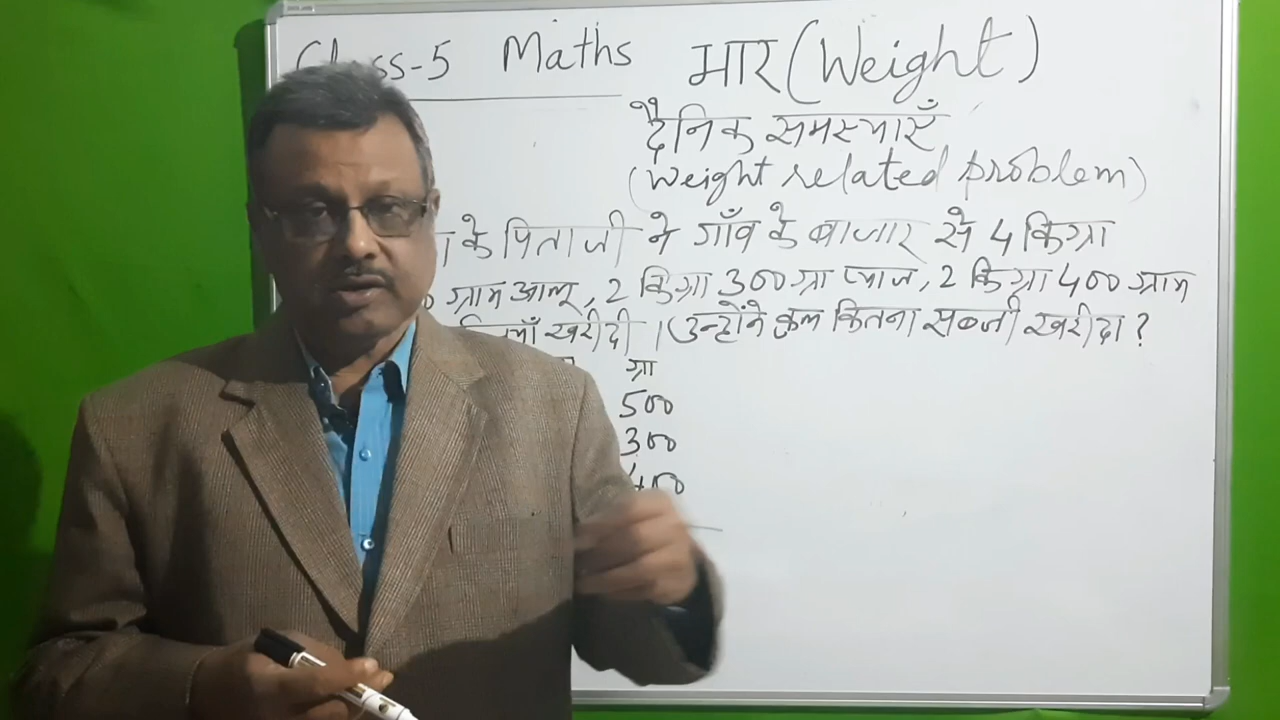 Class-5 Maths भार (Weight)
दैनिक समस्याएँ
(Weight related problem)
के पिताजी ने गाँव के बाजार से 4 किग्रा
ग्राम आलू, 2 किग्रा 300 ग्रा प्याज, 2 किग्रा 400 ग्राम
खरीदी । उन्होंने कुल कितना सब्जी खरीदा ?
ग्रा
500
300
400